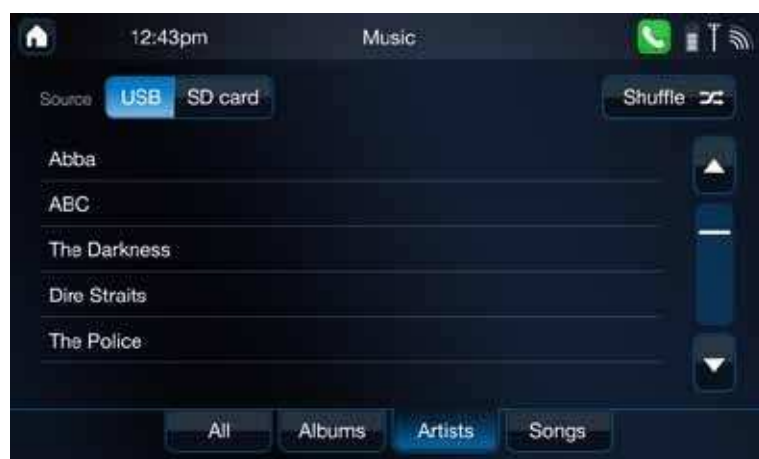 12:43pm Music
Source USB SD card Shuffle
Abba
ABC
The Darkness
Dire Straits
The Police
All Albums Artists Songs